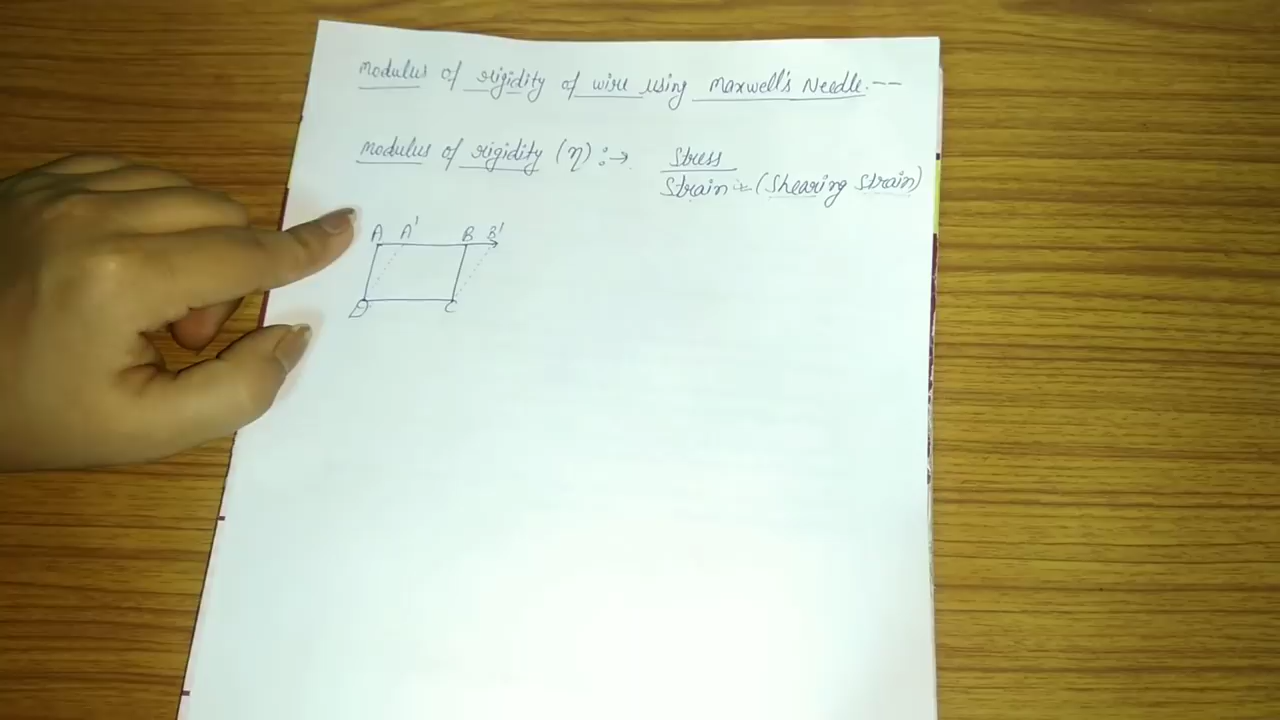 Modulus of rigidity of wire using Maxwell's Needle.--
Modulus of rigidity (η) :→ Stress
Strain → (Shearing Strain)
A A' B B'
D C